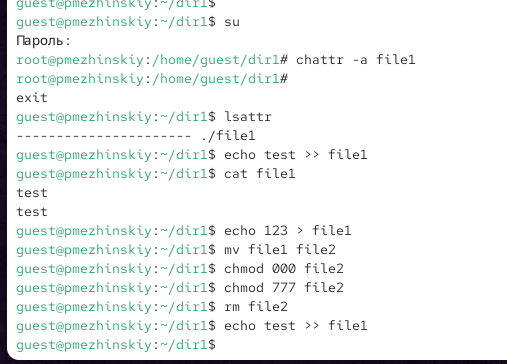 guest@pmezhinskiy:~/dir1$
guest@pmezhinskiy:~/dir1$ su
Пароль:
root@pmezhinskiy:/home/guest/dir1# chattr -a file1
root@pmezhinskiy:/home/guest/dir1#
exit
guest@pmezhinskiy:~/dir1$ lsattr
---------------------- ./file1
guest@pmezhinskiy:~/dir1$ echo test >> file1
guest@pmezhinskiy:~/dir1$ cat file1
test
test
guest@pmezhinskiy:~/dir1$ echo 123 > file1
guest@pmezhinskiy:~/dir1$ mv file1 file2
guest@pmezhinskiy:~/dir1$ chmod 000 file2
guest@pmezhinskiy:~/dir1$ chmod 777 file2
guest@pmezhinskiy:~/dir1$ rm file2
guest@pmezhinskiy:~/dir1$ echo test >> file1
guest@pmezhinskiy:~/dir1$